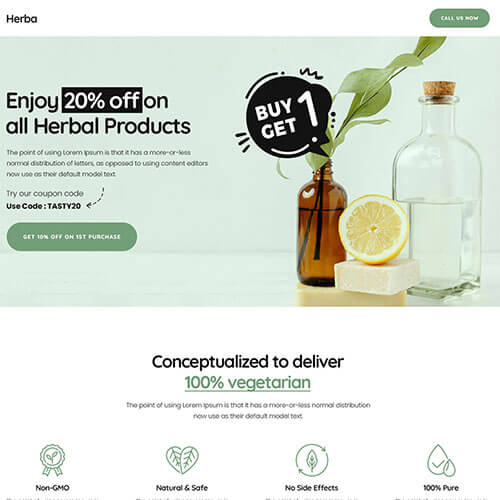 Herba
CALL US NOW
Enjoy 20% off on
all Herbal Products
The point of using Lorem Ipsum is that it has a more-or-less
normal distribution of letters, as opposed to using content editors
now use as their default model text.
Try our coupon code
Use Code : TASTY20
GET 10% OFF ON 1ST PURCHASE
BUY 1
GET
Conceptualized to deliver
100% vegetarian
The point of using Lorem Ipsum is that it has a more-or-less normal distribution
now use as their default model text.
Non-GMO
Natural & Safe
No Side Effects
100% Pure